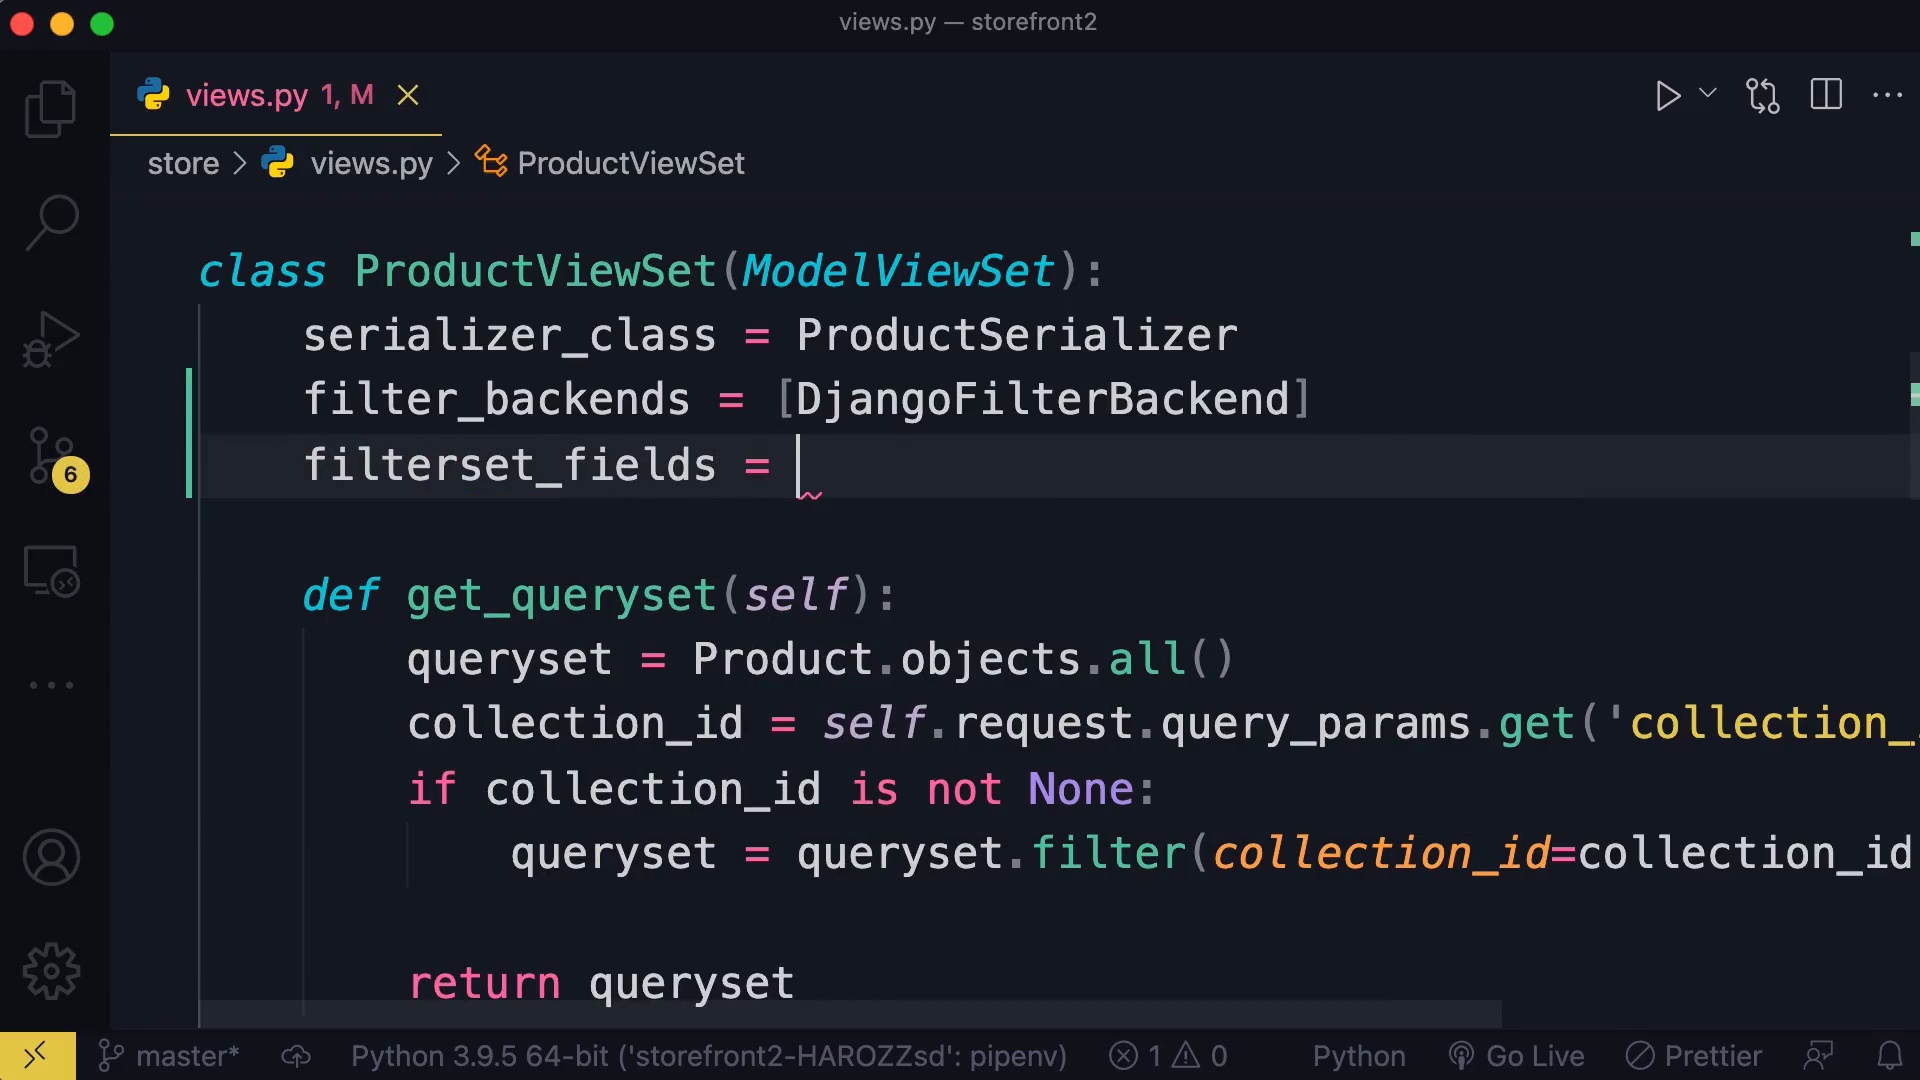 views.py — storefront2
views.py 1, M
store > views.py > ProductViewSet
class ProductViewSet(ModelViewSet):
serializer_class = ProductSerializer
filter_backends = [DjangoFilterBackend]
filterset_fields =
def get_queryset(self):
queryset = Product.objects.all()
collection_id = self.request.query_params.get('collection_
if collection_id is not None:
queryset = queryset.filter(collection_id=collection_id
return queryset
6
master* Python 3.9.5 64-bit ('storefront2-HAROZZsd': pipenv) 1 0 Python Go Live Prettier